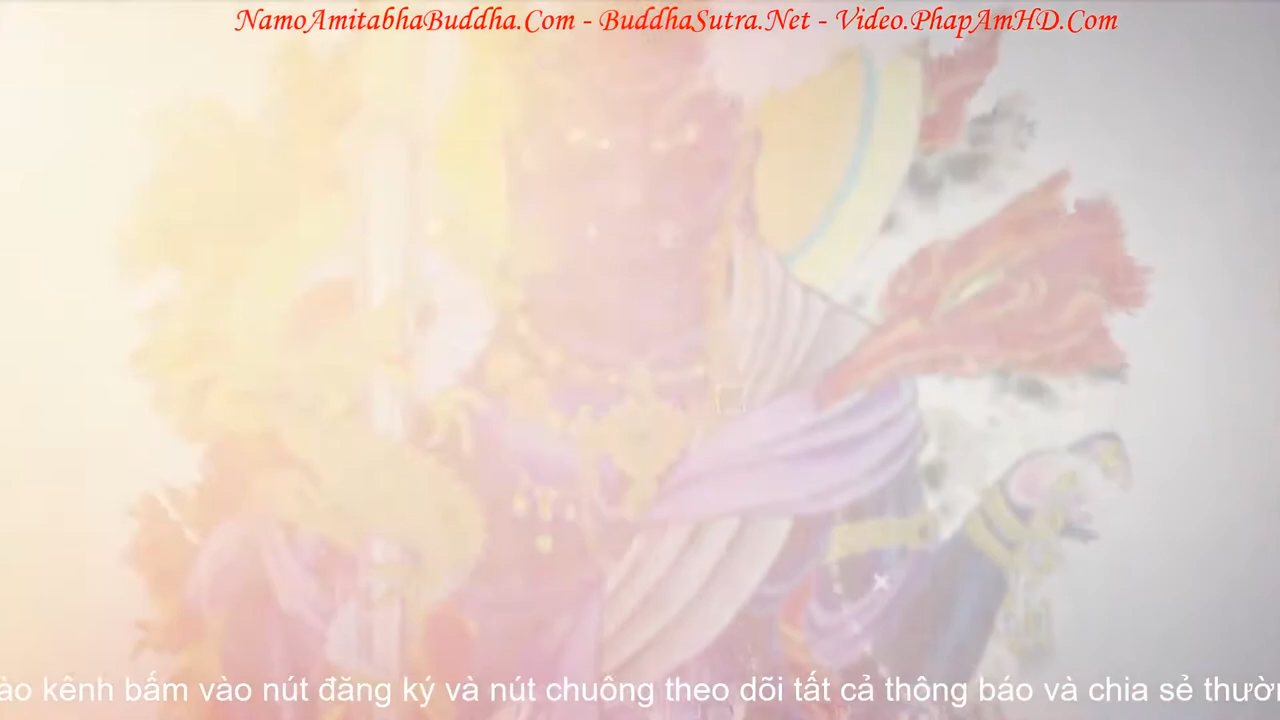 NamoAmitabhaBuddha.Com - BuddhaSutra.Net - Video.PhapAmHD.Com
kênh bấm vào nút đăng ký và nút chuông theo dõi tất cả thông báo và chia sẻ